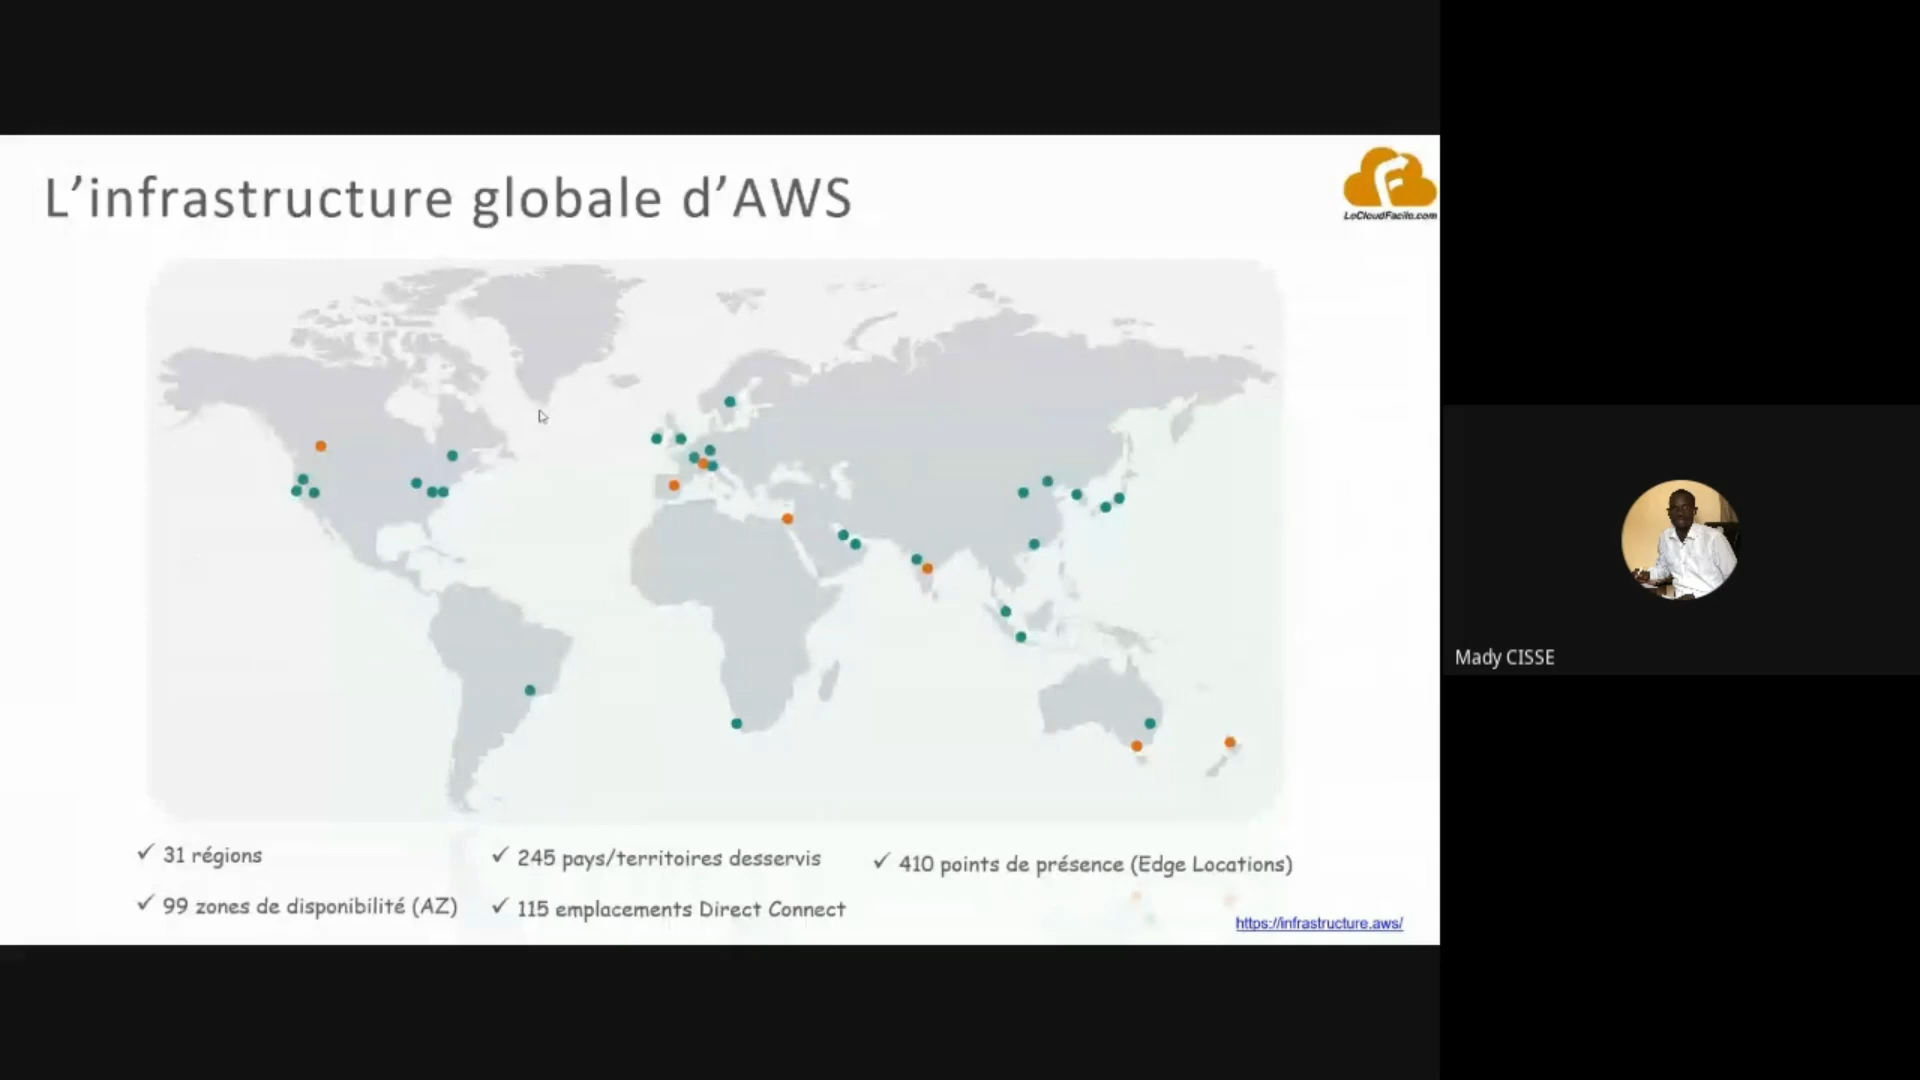 L'infrastructure globale d'AWS
LeCloudFacile.com
Mady CISSE
✓ 31 régions
✓ 245 pays/territoires desservis
✓ 410 points de présence (Edge Locations)
✓ 99 zones de disponibilité (AZ)
✓ 115 emplacements Direct Connect
https://infrastructure.aws/